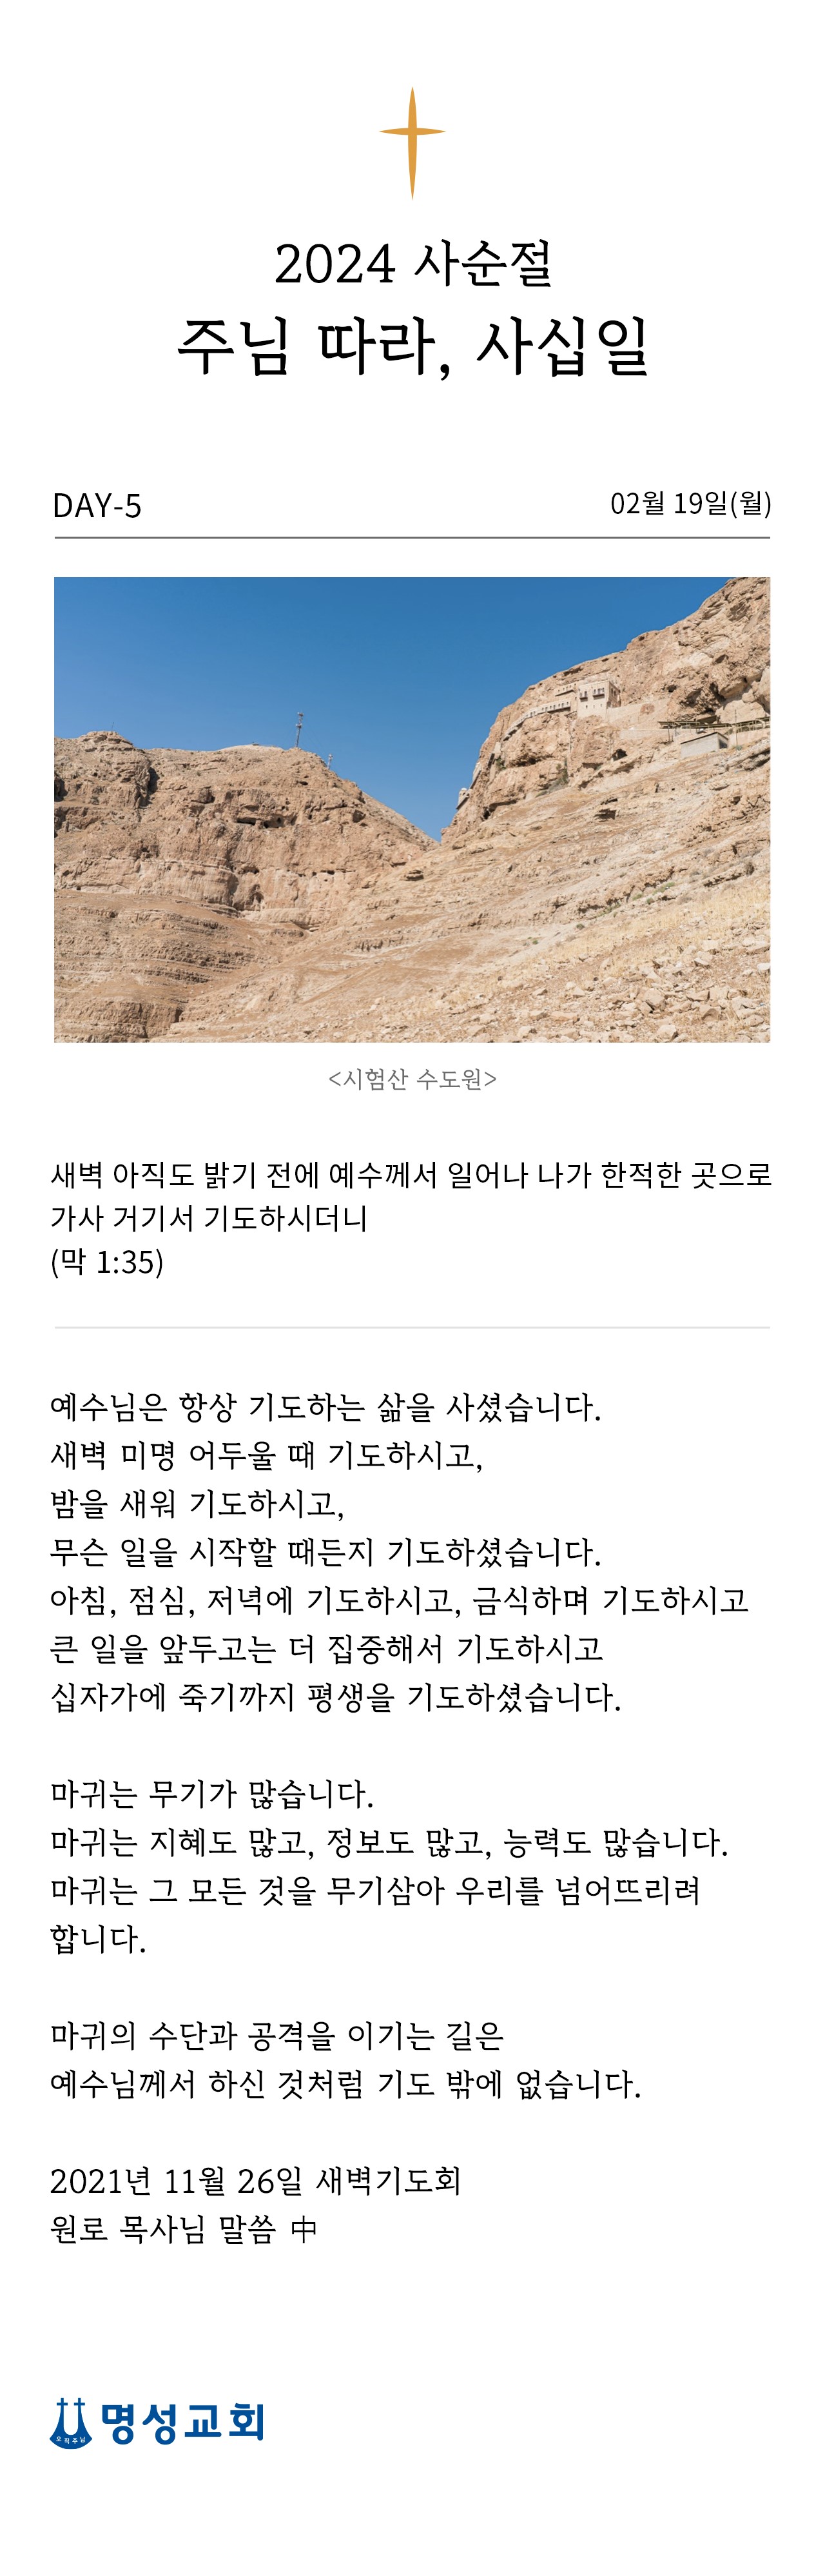 2024 사순절
주님 따라, 사십일
DAY-5
02월 19일(월)
<시험산 수도원>
새벽 아직도 밝기 전에 예수께서 일어나 나가 한적한 곳으로
가사 거기서 기도하시더니
(막 1:35)
예수님은 항상 기도하는 삶을 사셨습니다.
새벽 미명 어두울 때 기도하시고,
밤을 새워 기도하시고,
무슨 일을 시작할 때든지 기도하셨습니다.
아침, 점심, 저녁에 기도하시고, 금식하며 기도하시고
큰 일을 앞두고는 더 집중해서 기도하시고
십자가에 죽기까지 평생을 기도하셨습니다.
마귀는 무기가 많습니다.
마귀는 지혜도 많고, 정보도 많고, 능력도 많습니다.
마귀는 그 모든 것을 무기삼아 우리를 넘어뜨리려
합니다.
마귀의 수단과 공격을 이기는 길은
예수님께서 하신 것처럼 기도 밖에 없습니다.
2021년 11월 26일 새벽기도회
원로 목사님 말씀 中
오직주님
명성교회